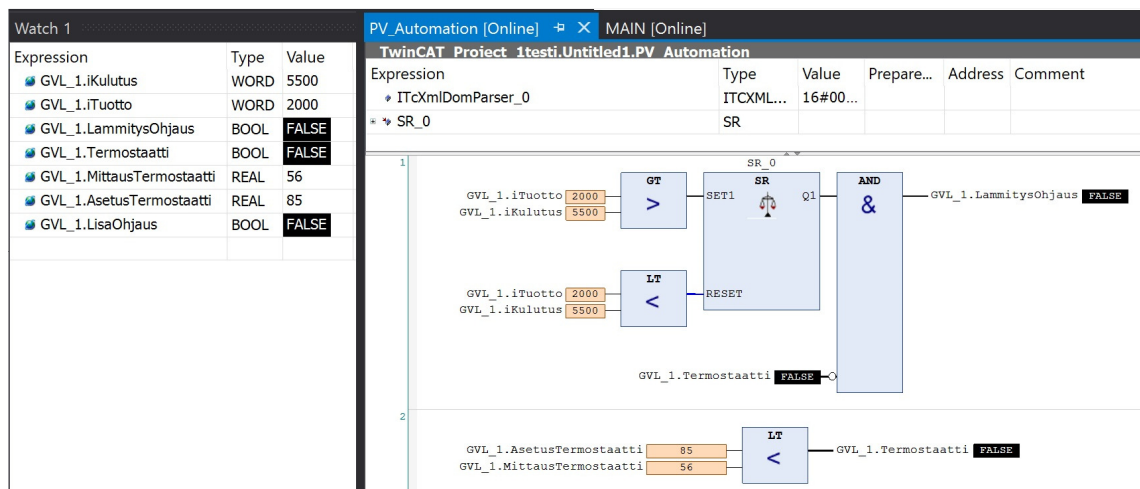 Watch 1
Expression Type Value
GVL_1.iKulutus WORD 5500
GVL_1.iTuotto WORD 2000
GVL_1.LammitysOhjaus BOOL FALSE
GVL_1.Termostaatti BOOL FALSE
GVL_1.MittausTermostaatti REAL 56
GVL_1.AsetusTermostaatti REAL 85
GVL_1.LisaOhjaus BOOL FALSE
PV_Automation [Online] MAIN [Online]
TwinCAT_Project_1testi.Untitled1.PV_Automation
Expression Type Value Prepare... Address Comment
ITcXmlDomParser_0 ITCXML... 16#00...
SR_0 SR
1
SR_0
GT SR AND
GVL_1.iTuotto 2000 > SET1 Q1 & GVL_1.LammitysOhjaus FALSE
GVL_1.iKulutus 5500
LT
GVL_1.iTuotto 2000 < RESET
GVL_1.iKulutus 5500
GVL_1.Termostaatti FALSE
2
LT
GVL_1.AsetusTermostaatti 85 < GVL_1.Termostaatti FALSE
GVL_1.MittausTermostaatti 56